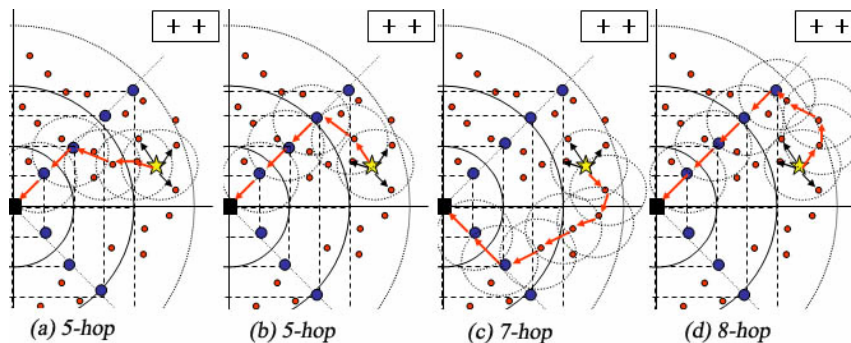 + +
+ +
+ +
+ +
(a) 5-hop
(b) 5-hop
(c) 7-hop
(d) 8-hop